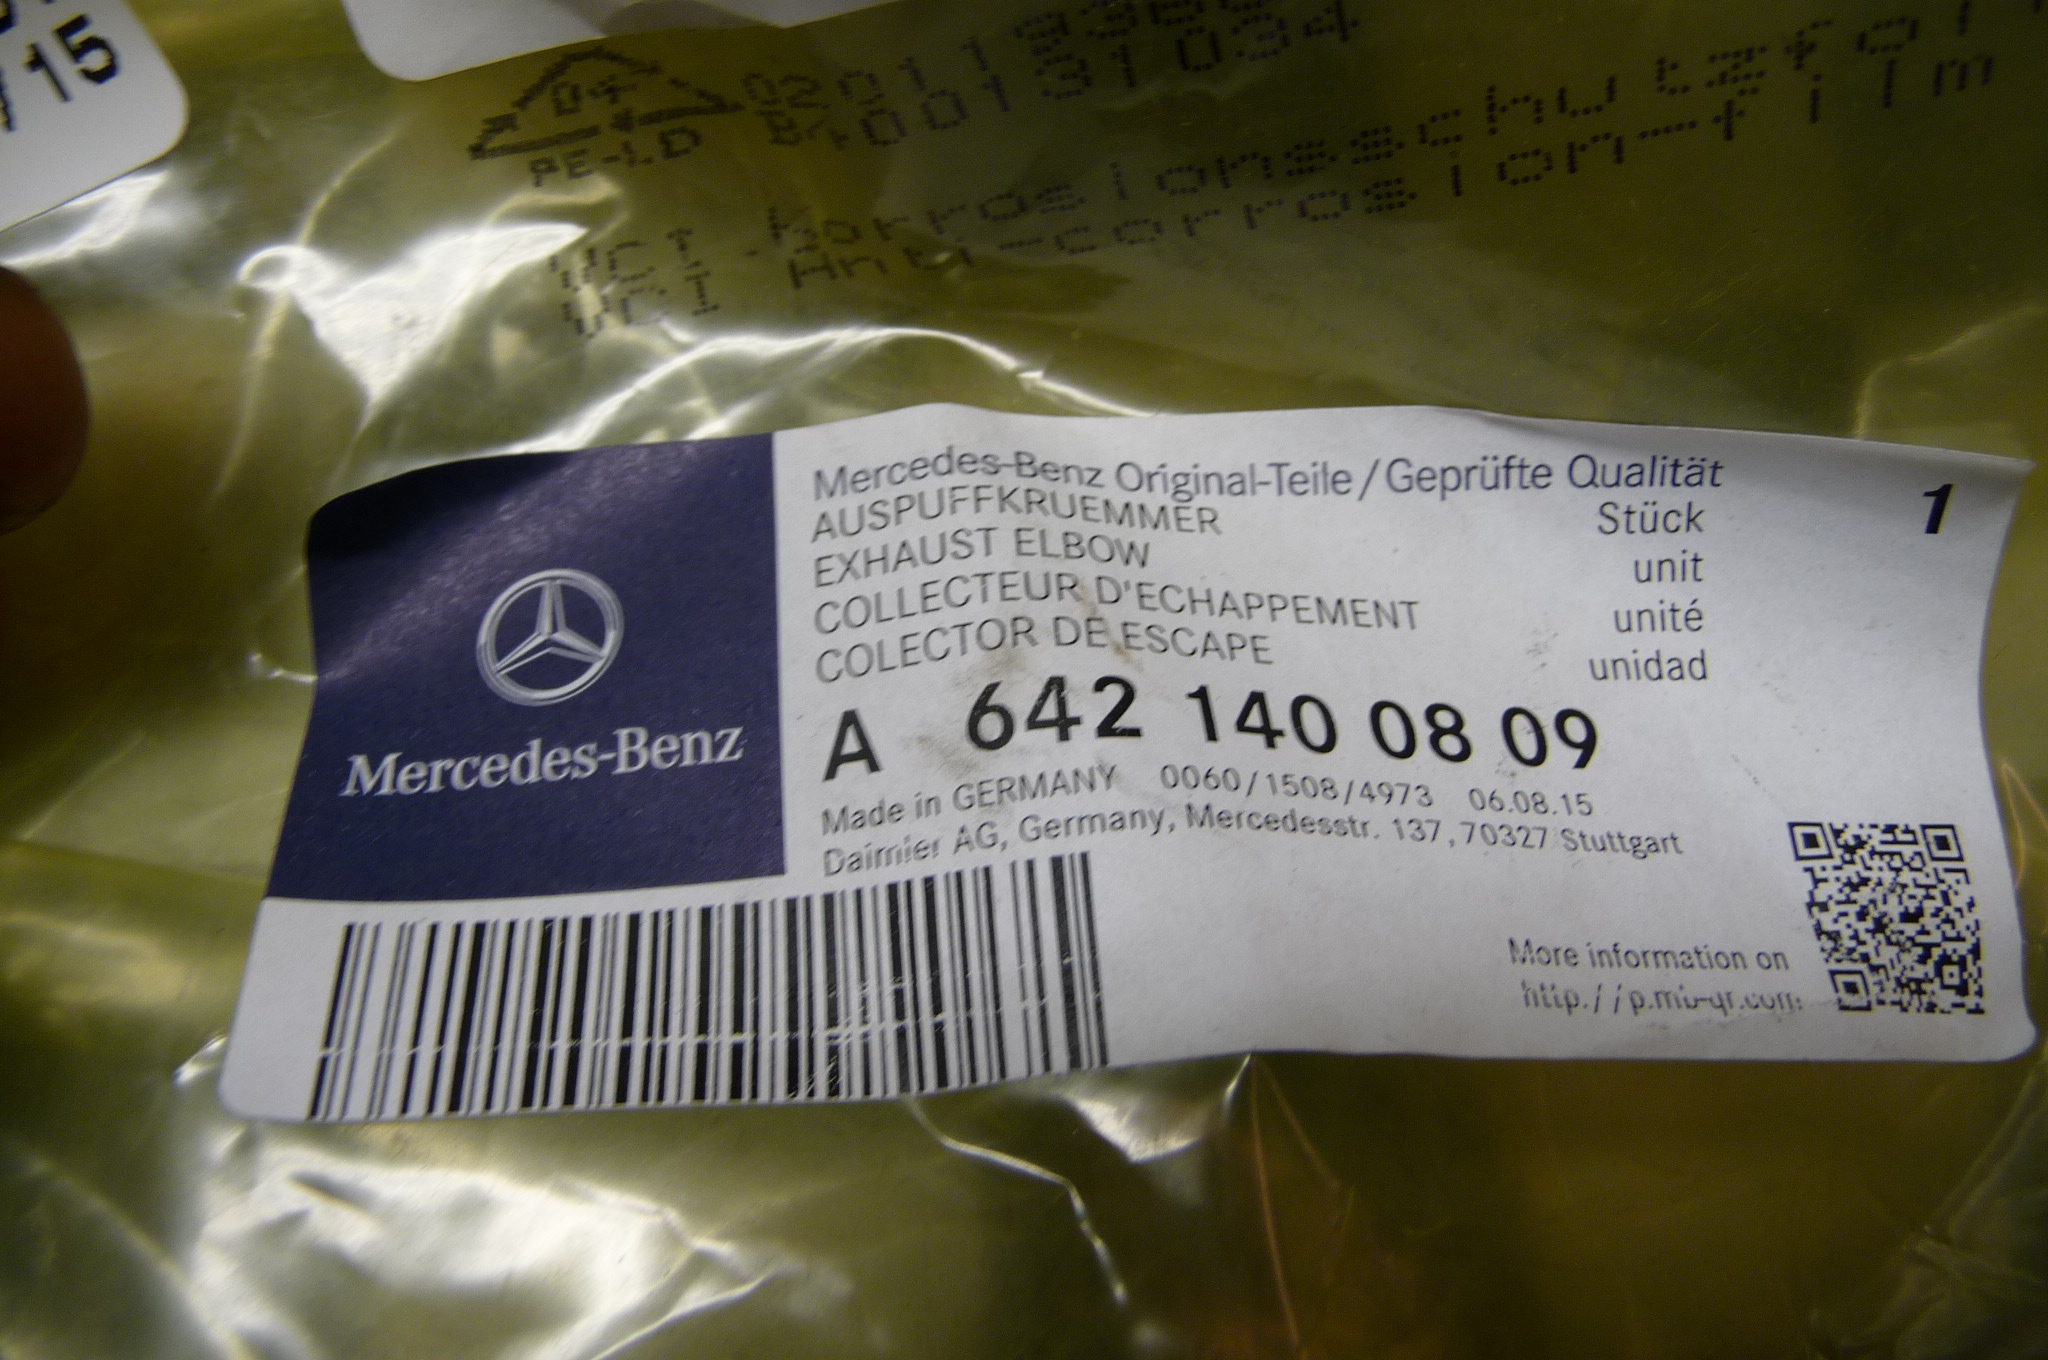 15
PE-LD
Korrosionsschutzfol
Anti-corrosion-film
Mercedes-Benz
Mercedes-Benz Original-Teile / Geprüfte Qualität
AUSPUFFKRUEMMER Stück 1
EXHAUST ELBOW unit
COLLECTEUR D'ECHAPPEMENT unité
COLECTOR DE ESCAPE unidad
A 642 140 08 09
Made in GERMANY 0060/1508/4973 06.08.15
Daimler AG, Germany, Mercedesstr. 137, 70327 Stuttgart
More information on